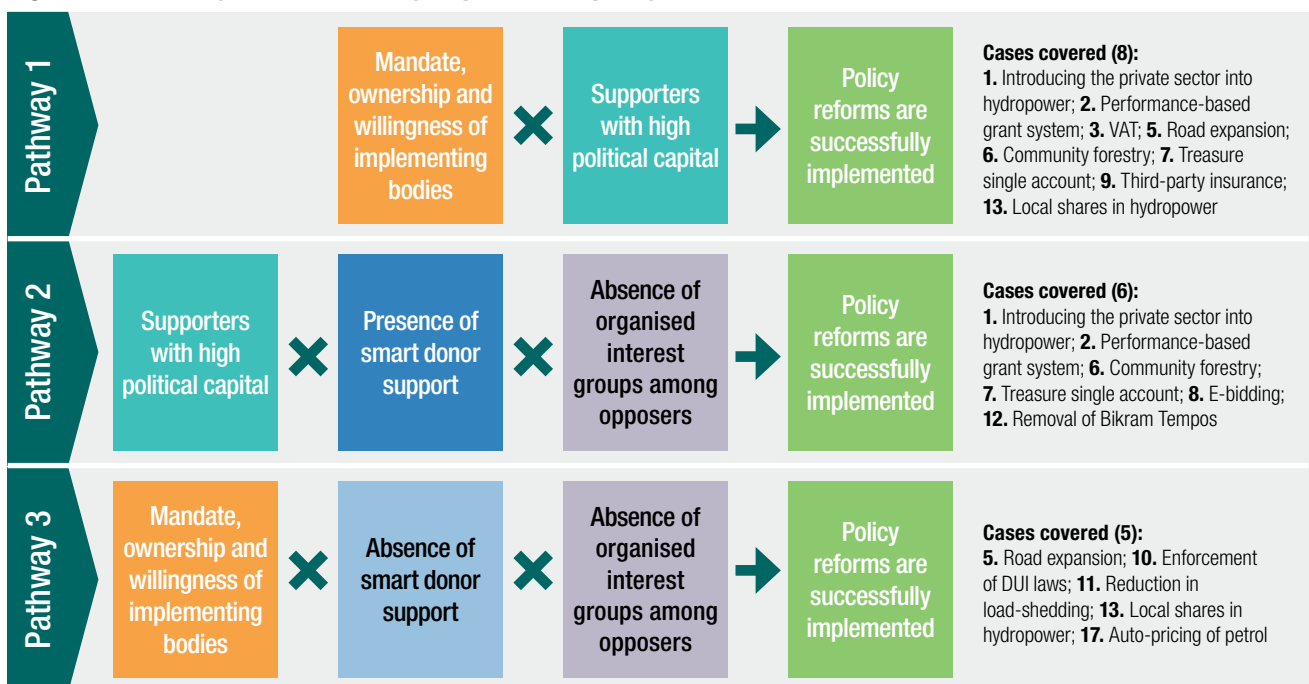 Pathway 1
Mandate,
ownership and
willingness of
implementing
bodies
Supporters
with high
political capital
Policy
reforms are
successfully
implemented
Cases covered (8):
1. Introducing the private sector into
hydropower; 2. Performance-based
grant system; 3. VAT; 5. Road expansion;
6. Community forestry; 7. Treasure
single account; 9. Third-party insurance;
13. Local shares in hydropower
Pathway 2
Supporters
with high
political capital
Presence of
smart donor
support
Absence of
organised
interest
groups among
opposers
Policy
reforms are
successfully
implemented
Cases covered (6):
1. Introducing the private sector into
hydropower; 2. Performance-based
grant system; 6. Community forestry;
7. Treasure single account; 8. E-bidding;
12. Removal of Bikram Tempos
Pathway 3
Mandate,
ownership and
willingness of
implementing
bodies
Absence of
smart donor
support
Absence of
organised
interest
groups among
opposers
Policy
reforms are
successfully
implemented
Cases covered (5):
5. Road expansion; 10. Enforcement
of DUI laws; 11. Reduction in
load-shedding; 13. Local shares in
hydropower; 17. Auto-pricing of petrol